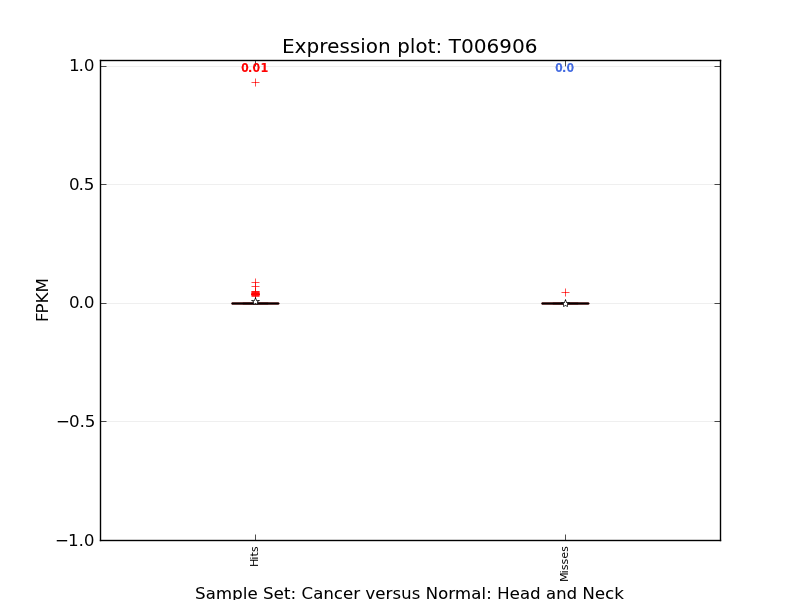 Expression plot: T006906
0.01
0.0
1.0
0.5
0.0
−0.5
−1.0
FPKM
Hits
Misses
Sample Set: Cancer versus Normal: Head and Neck